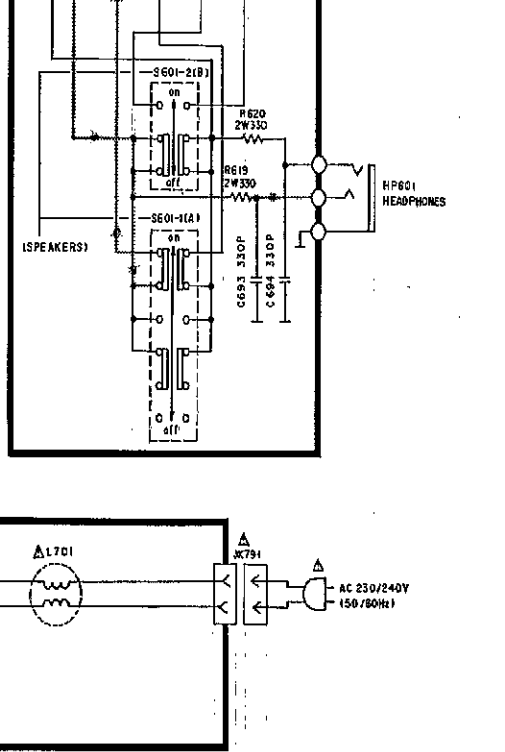 S601-2(B)
on
R620
2W330
R619
2W330
off
HP601
HEADPHONES
S601-1(A)
on
(SPEAKERS)
C693 330P
C694 330P
off
L701
JK791
AC 230/240V
(50/60Hz)